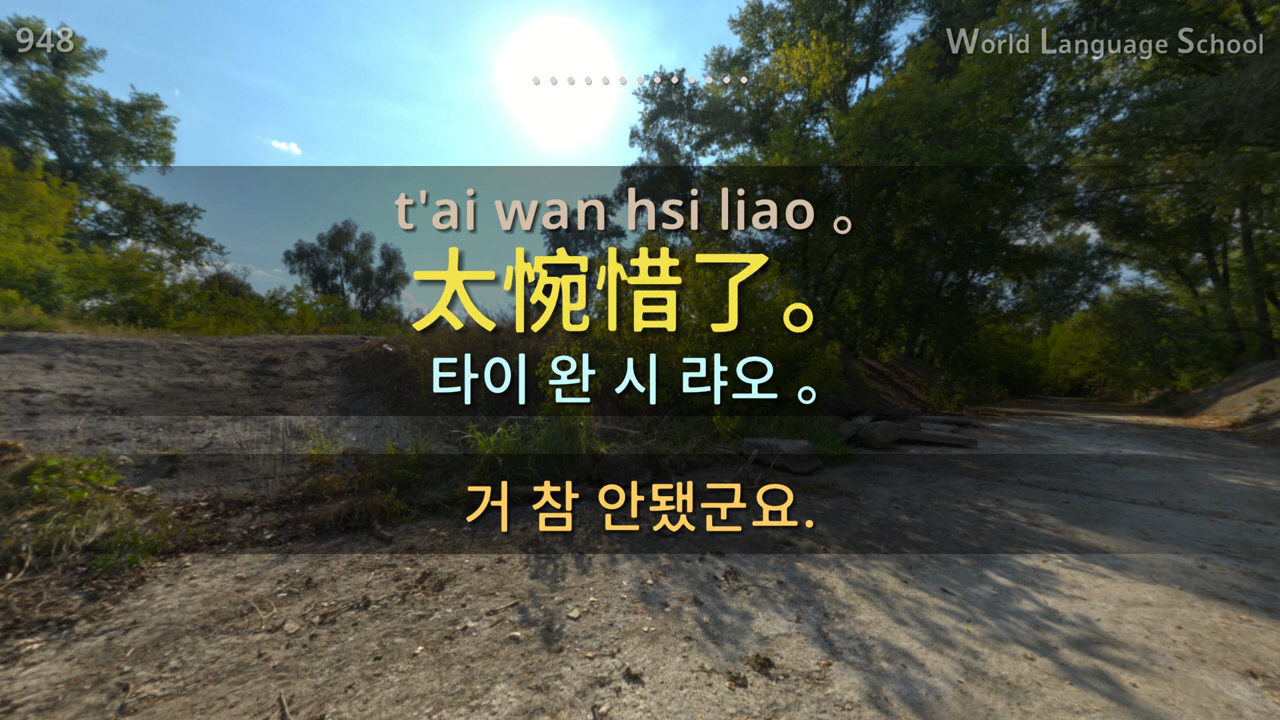 948
World Language School
............
t'ai wan hsi liao 。
太惋惜了。
타이 완 시 랴오 。
거 참 안됐군요.